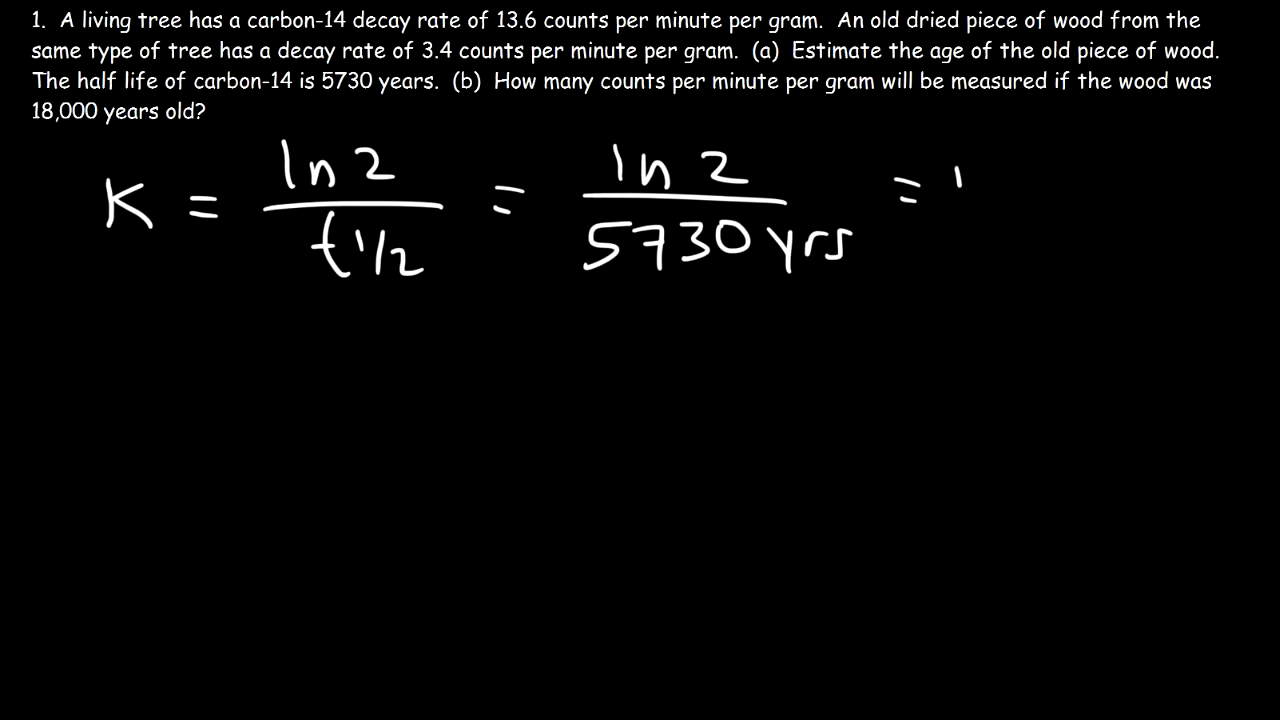 1. A living tree has a carbon-14 decay rate of 13.6 counts per minute per gram. An old dried piece of wood from the
same type of tree has a decay rate of 3.4 counts per minute per gram. (a) Estimate the age of the old piece of wood.
The half life of carbon-14 is 5730 years. (b) How many counts per minute per gram will be measured if the wood was
18,000 years old?
K = ln 2 / t 1/2 = ln 2 / 5730 yrs =